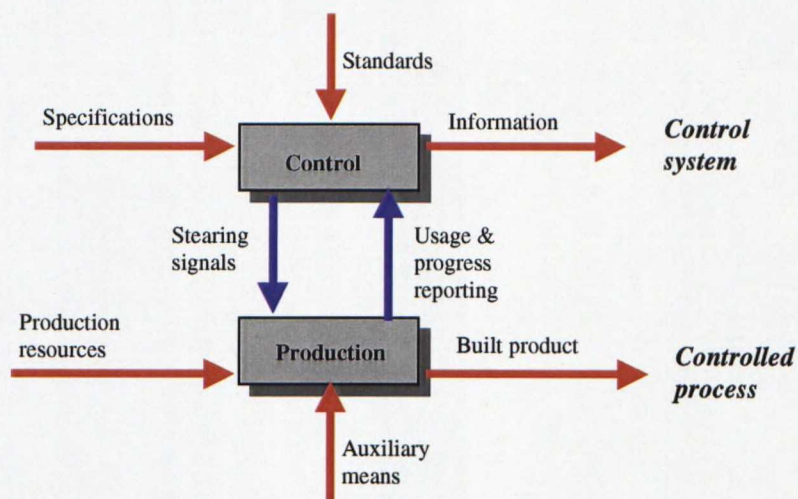 Standards
Specifications
Information
Control
system
Control
Stearing
signals
Usage &
progress
reporting
Production
resources
Production
Built product
Controlled
process
Auxiliary
means